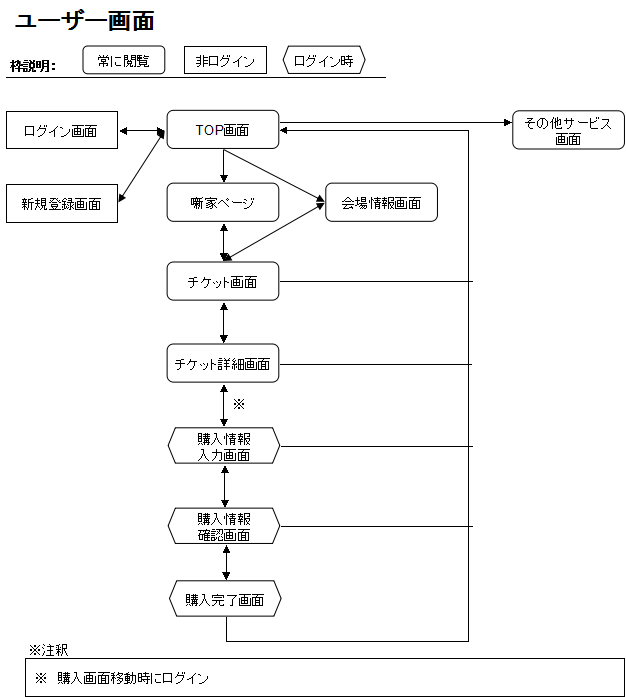 ユーザー画面
枠説明：
常に閲覧
非ログイン
ログイン時
ログイン画面
TOP画面
その他サービス
画面
新規登録画面
噺家ページ
会場情報画面
チケット画面
チケット詳細画面
※
購入情報
入力画面
購入情報
確認画面
購入完了画面
※注釈
※ 購入画面移動時にログイン